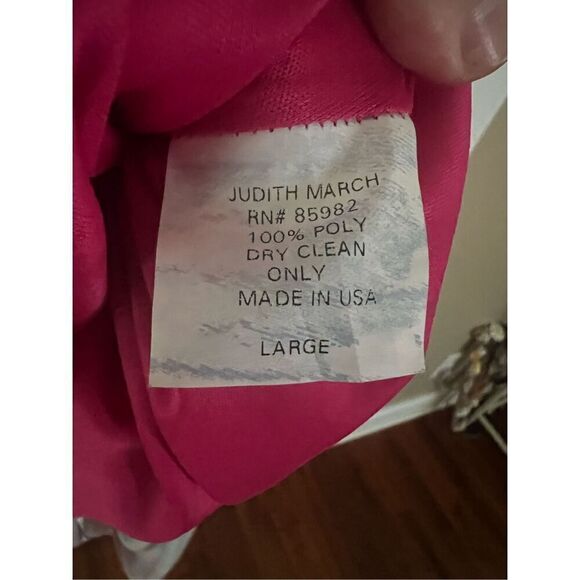 JUDITH MARCH
RN# 85982
100% POLY
DRY CLEAN
ONLY
MADE IN USA
LARGE